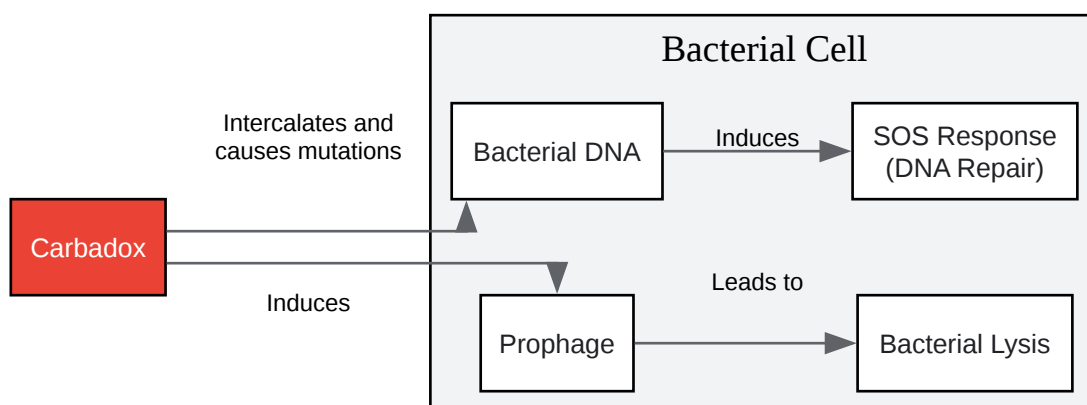 Bacterial Cell
Intercalates and
causes mutations
Bacterial DNA
Induces
SOS Response
(DNA Repair)
Carbadox
Induces
Prophage
Leads to
Bacterial Lysis